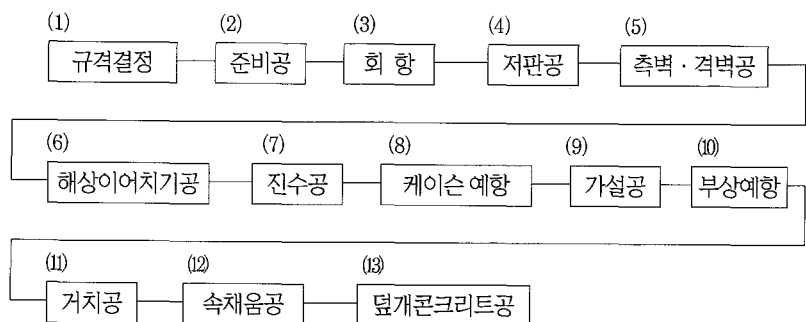 (1) (2) (3) (4) (5)
규격결정 준비공 회 항 저판공 측벽 · 격벽공
(6) (7) (8) (9) (10)
해상이어치기공 진수공 케이슨 예항 가설공 부상예항
(11) (12) (13)
거치공 속채움공 덮개콘크리트공